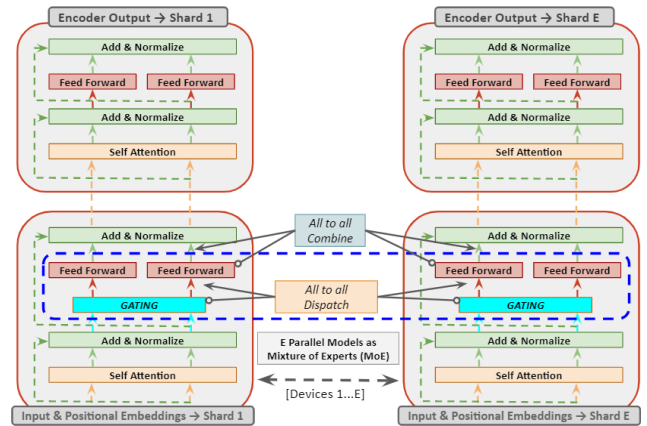 Encoder Output → Shard 1
Add & Normalize
Feed Forward
Feed Forward
Add & Normalize
Self Attention
Encoder Output → Shard E
Add & Normalize
Feed Forward
Feed Forward
Add & Normalize
Self Attention
Add & Normalize
Feed Forward
Feed Forward
GATING
Add & Normalize
Self Attention
Input & Positional Embeddings → Shard 1
All to all
Combine
All to all
Dispatch
E Parallel Models as
Mixture of Experts (MoE)
[Devices 1...E]
Add & Normalize
Feed Forward
Feed Forward
GATING
Add & Normalize
Self Attention
Input & Positional Embeddings → Shard E